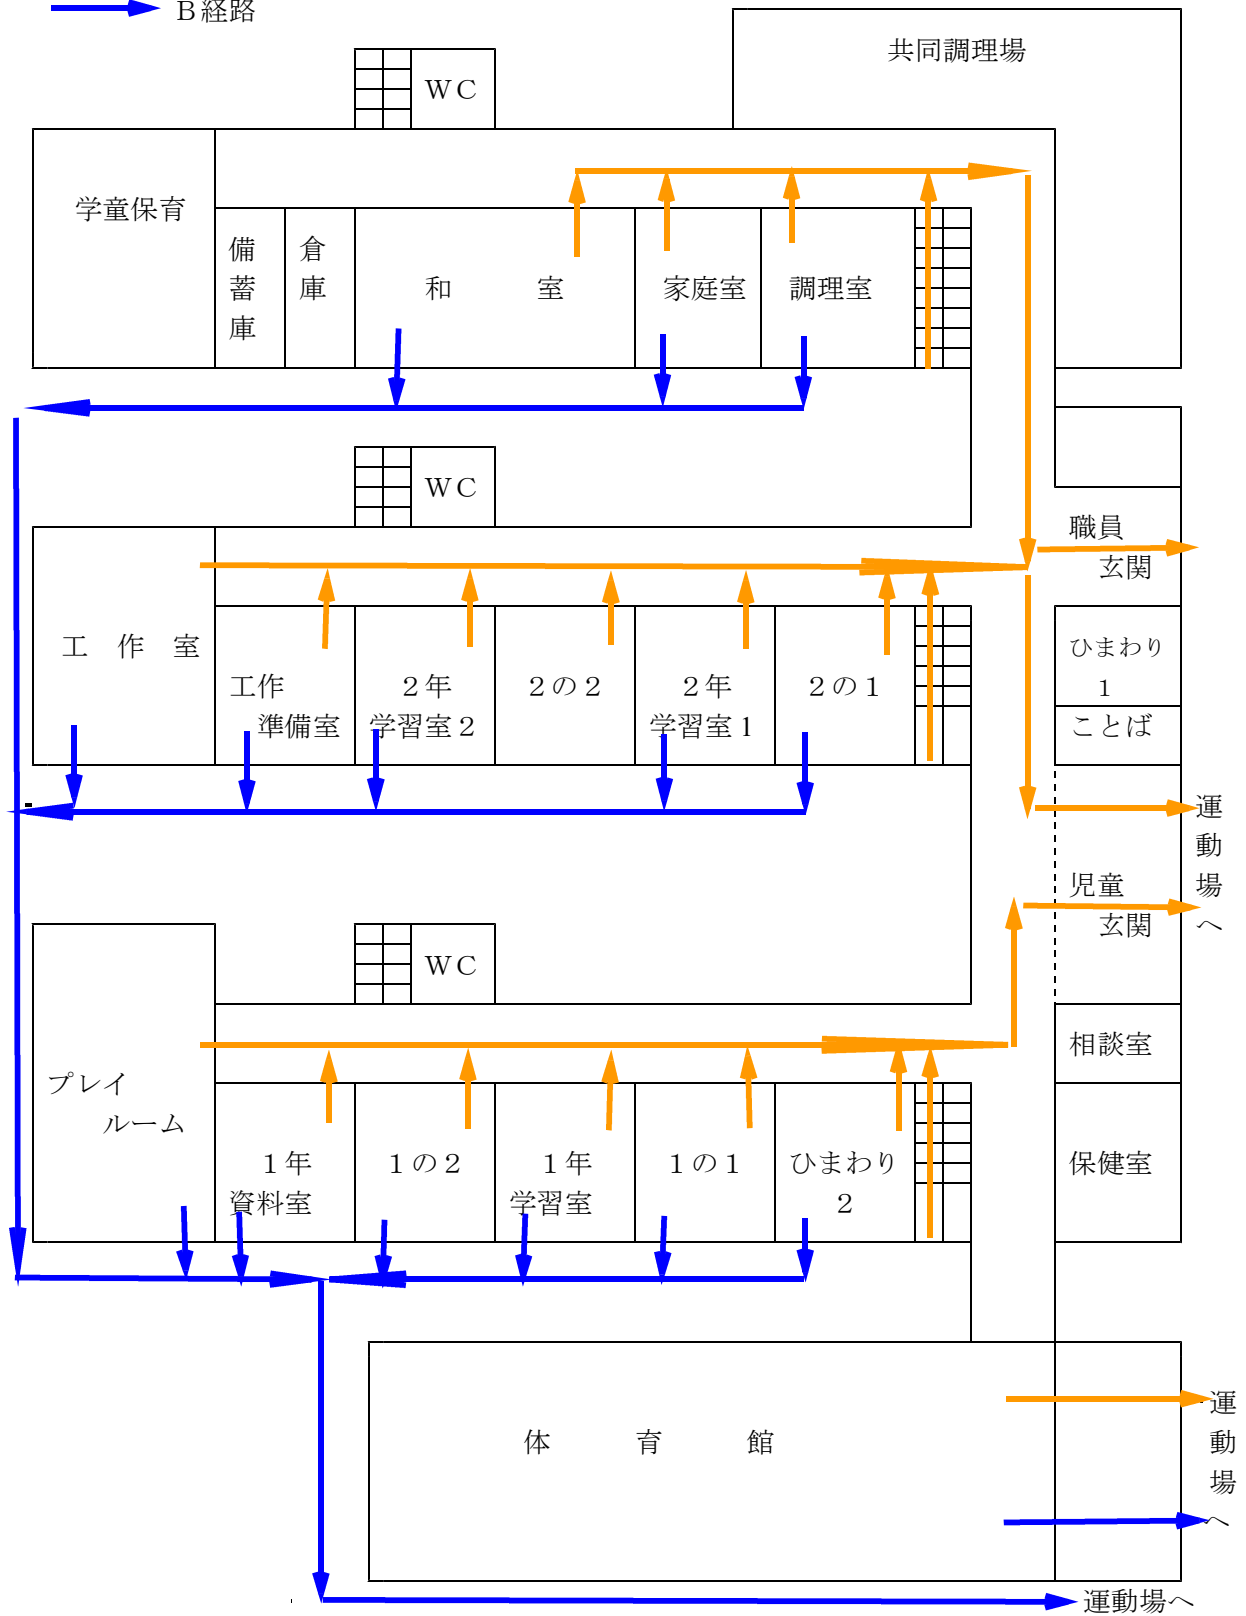 Ｂ経路
共同調理場
ＷＣ
学童保育
備蓄庫
倉庫
和　　　室
家庭室
調理室
ＷＣ
職員
玄関
工　作　室
工作
準備室
２年
学習室２
２の２
２年
学習室１
２の１
ひまわり
１
ことば
運動場へ
児童
玄関
ＷＣ
相談室
プレイ
ルーム
１年
資料室
１の２
１年
学習室
１の１
ひまわり
２
保健室
体　　　育　　　館
運動場へ
運動場へ